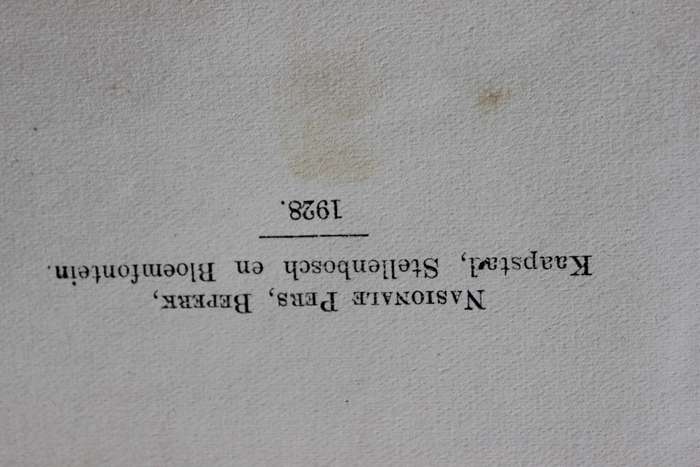 NASIONALE PERS, BEPERK,
Kaapstad, Stellenbosch en Bloemfontein.
1928.